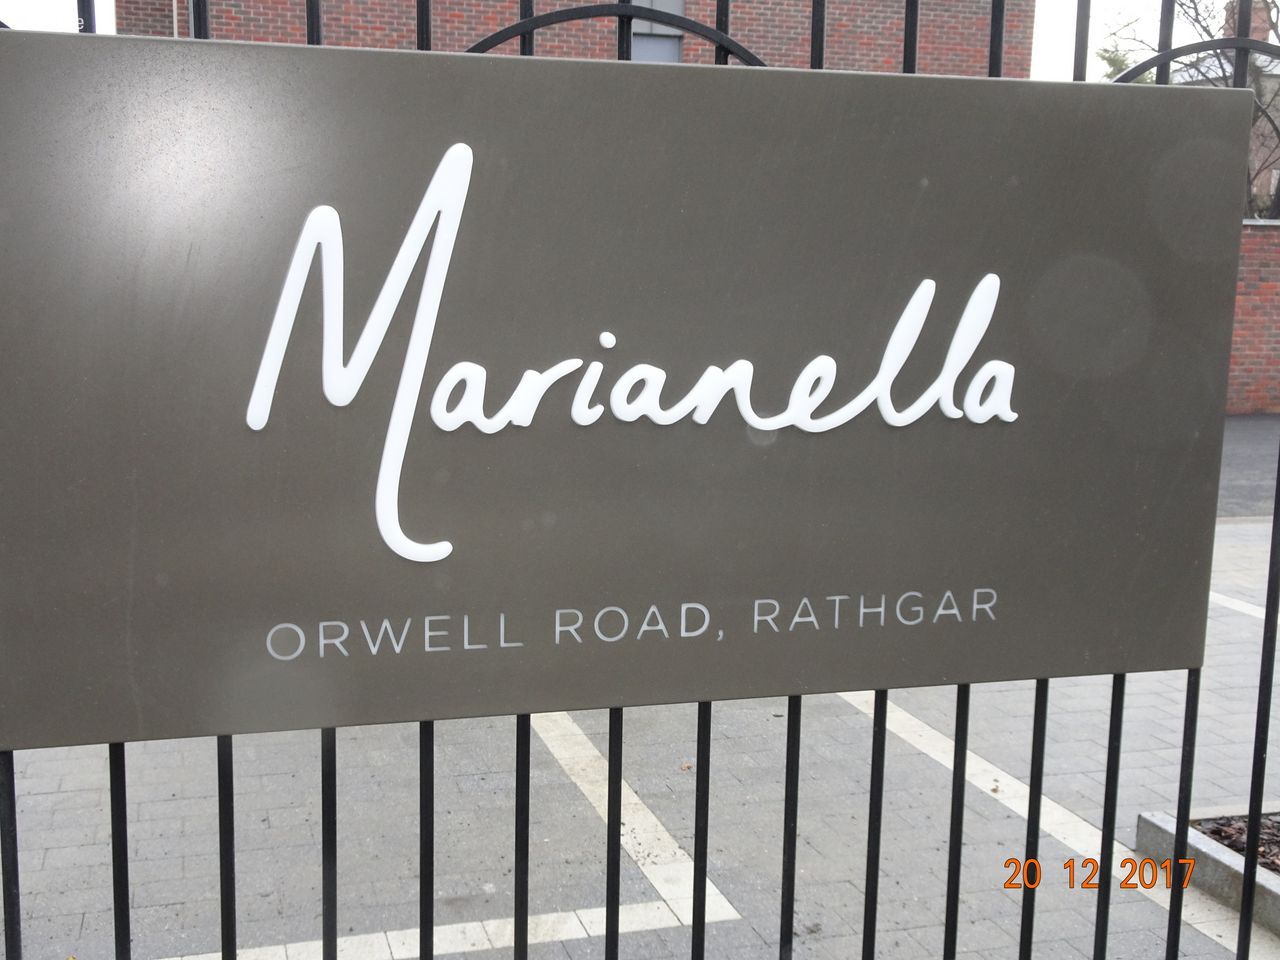 Marianella
ORWELL ROAD, RATHGAR
20 12 2017